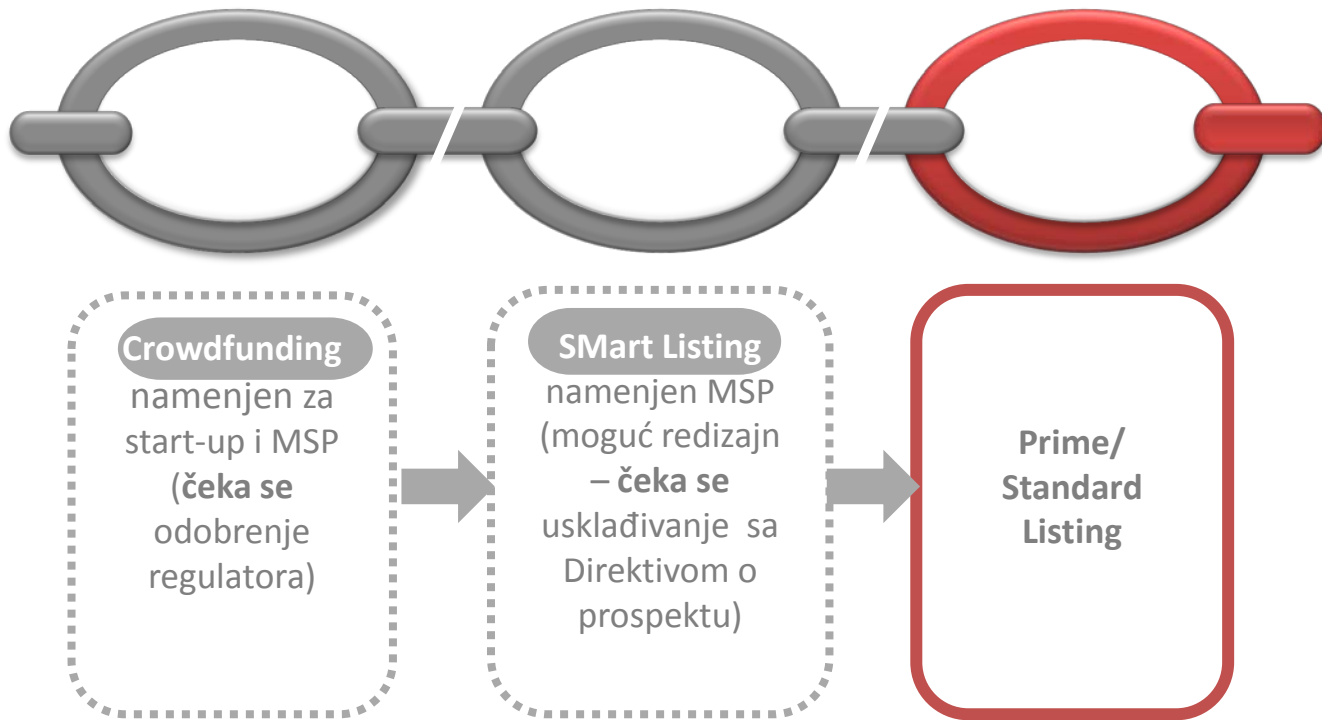 Crowdfunding
namenjen za
start-up i MSP
(čeka se
odobrenje
regulatora)
SMart Listing
namenjen MSP
(moguć redizajn
– čeka se
usklađivanje sa
Direktivom o
prospektu)
Prime/
Standard
Listing